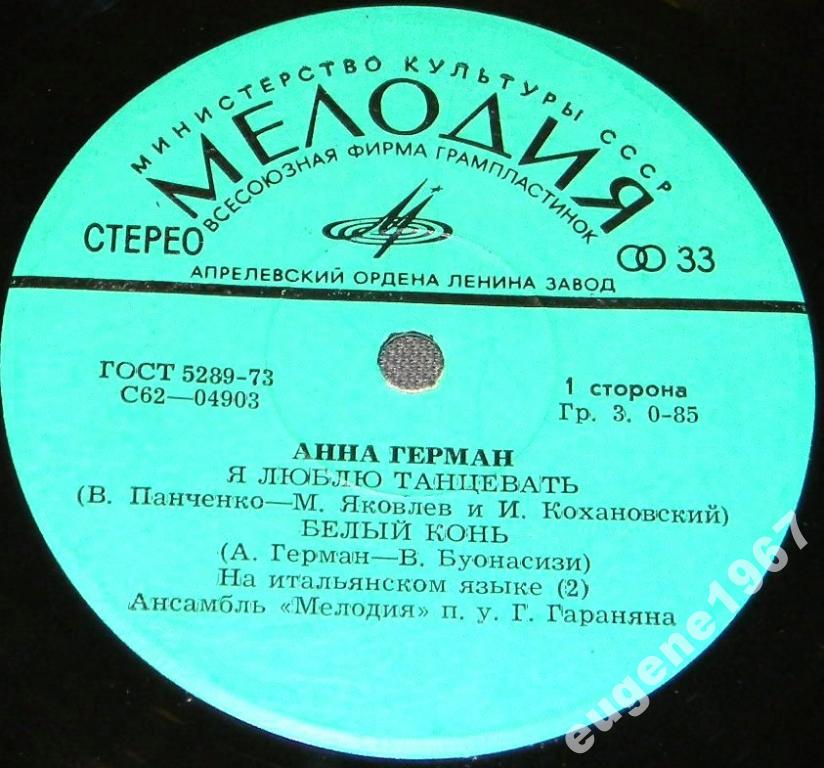 МИНИСТЕРСТВО КУЛЬТУРЫ СССР
МЕЛОДИЯ
ВСЕСОЮЗНАЯ ФИРМА ГРАМПЛАСТИНОК
СТЕРЕО
33
АПРЕЛЕВСКИЙ ОРДЕНА ЛЕНИНА ЗАВОД
ГОСТ 5289-73
С62—04903
1 сторона
Гр. 3. 0-85
АННА ГЕРМАН
Я ЛЮБЛЮ ТАНЦЕВАТЬ
(В. Панченко—М. Яковлев и И. Кохановский)
БЕЛЫЙ КОНЬ
(А. Герман—В. Буонасизи)
На итальянском языке (2)
Ансамбль «Мелодия» п. у. Г. Гараняна
eugene1967